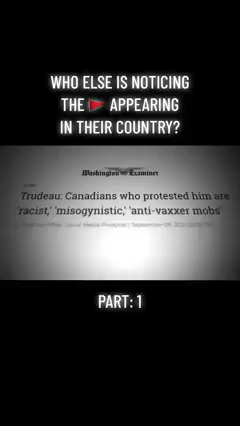 WHO ELSE IS NOTICING
THE 🚩 APPEARING
IN THEIR COUNTRY?
Washington Examiner
Trudeau: Canadians who protested him are
'racist,' 'misogynistic,' 'anti-vaxxer mobs'
PART: 1